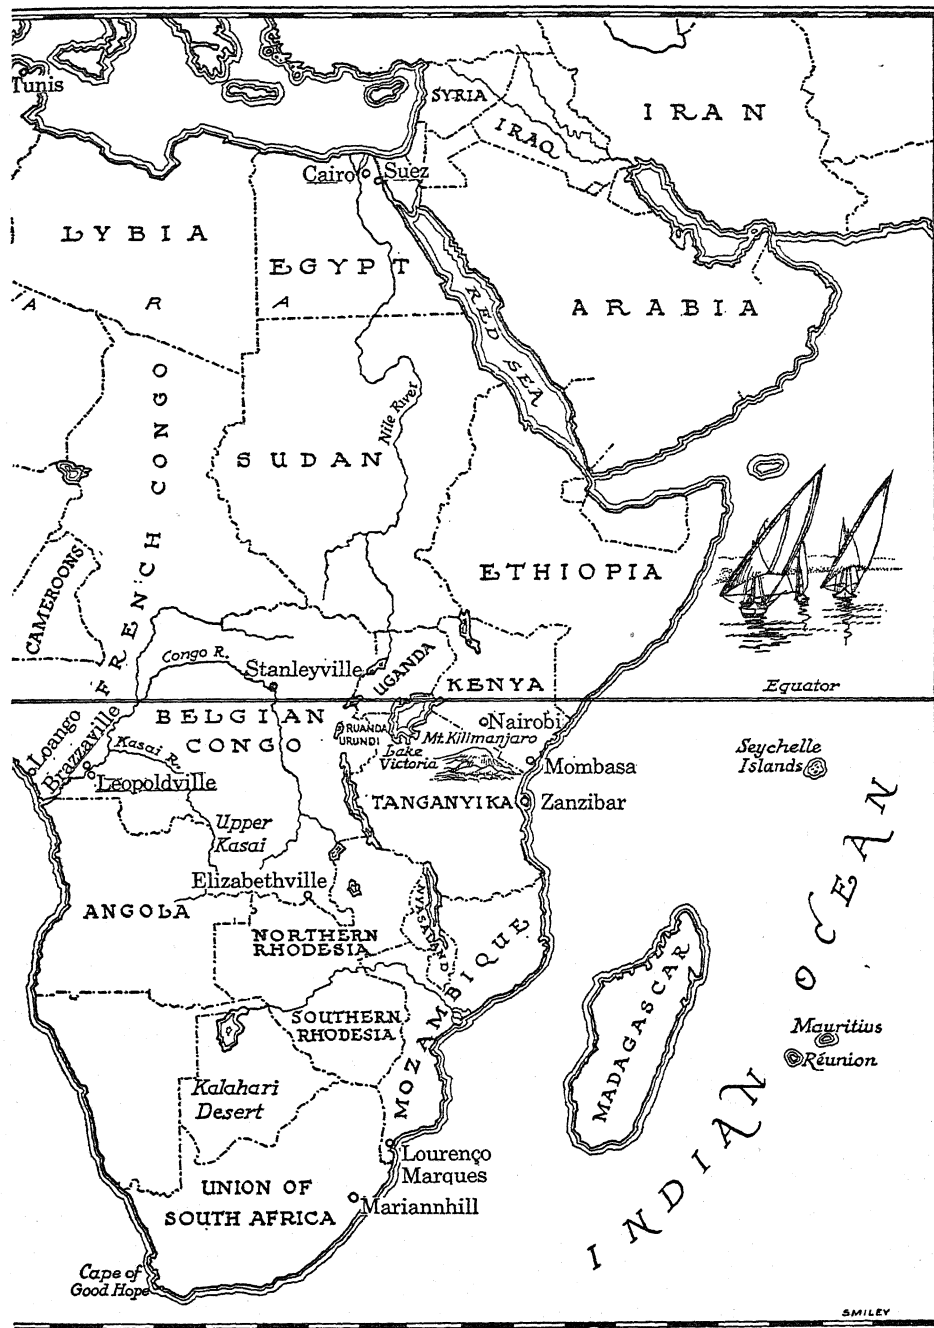 Tunis
SYRIA
IRAQ
IRAN
Cairo
Suez
LYBIA
EGYPT
A R A
RED SEA
ARABIA
FRENCH CONGO
Nile River
SUDAN
CAMEROONS
ETHIOPIA
Congo R.
Stanleyville
UGANDA
KENYA
Equator
Loango
Brazzaville
BELGIAN
CONGO
RUANDA
URUNDI
Nairobi
Mt. Kilimanjaro
Lake
Victoria
Kasai R.
Leopoldville
Mombasa
Seychelle
Islands
TANGANYIKA
Zanzibar
Upper
Kasai
Elizabethville
ANGOLA
NYASALAND
NORTHERN
RHODESIA
MOZAMBIQUE
SOUTHERN
RHODESIA
MADAGASCAR
INDIAN OCEAN
Mauritius
Réunion
Kalahari
Desert
Lourenço
Marques
UNION OF
SOUTH AFRICA
Mariannhill
Cape of
Good Hope
SMILEY